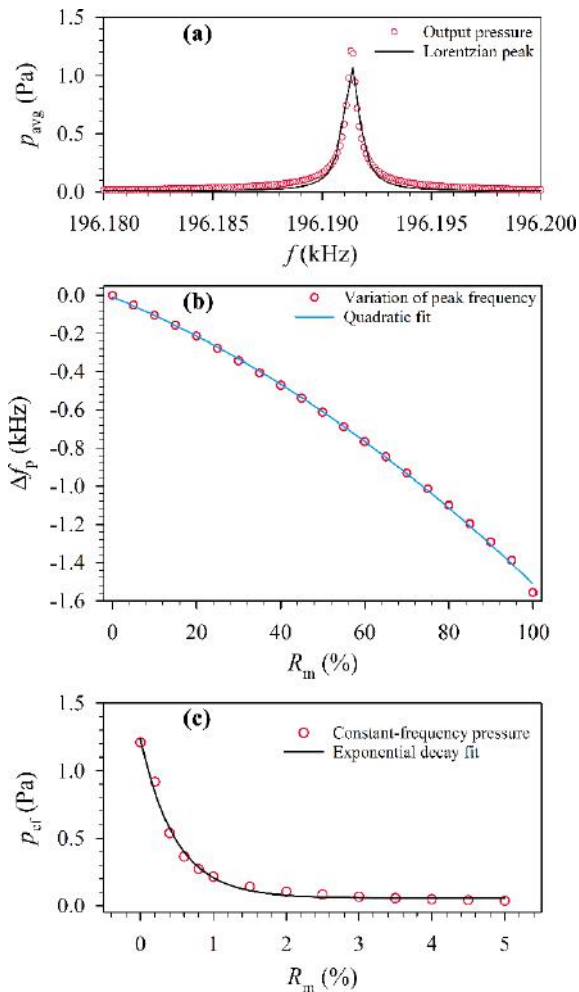 (a)
Output pressure
Lorentzian peak
1.5
1.0
0.5
0.0
p_avg (Pa)
196.180 196.185 196.190 196.195 196.200
f (kHz)
(b)
Variation of peak frequency
Quadratic fit
0.0
-0.2
-0.4
-0.6
-0.8
-1.0
-1.2
-1.4
-1.6
Δf_p (kHz)
0 20 40 60 80 100
R_m (%)
(c)
Constant-frequency pressure
Exponential decay fit
1.5
1.0
0.5
0.0
p_cf (Pa)
0 1 2 3 4 5
R_m (%)